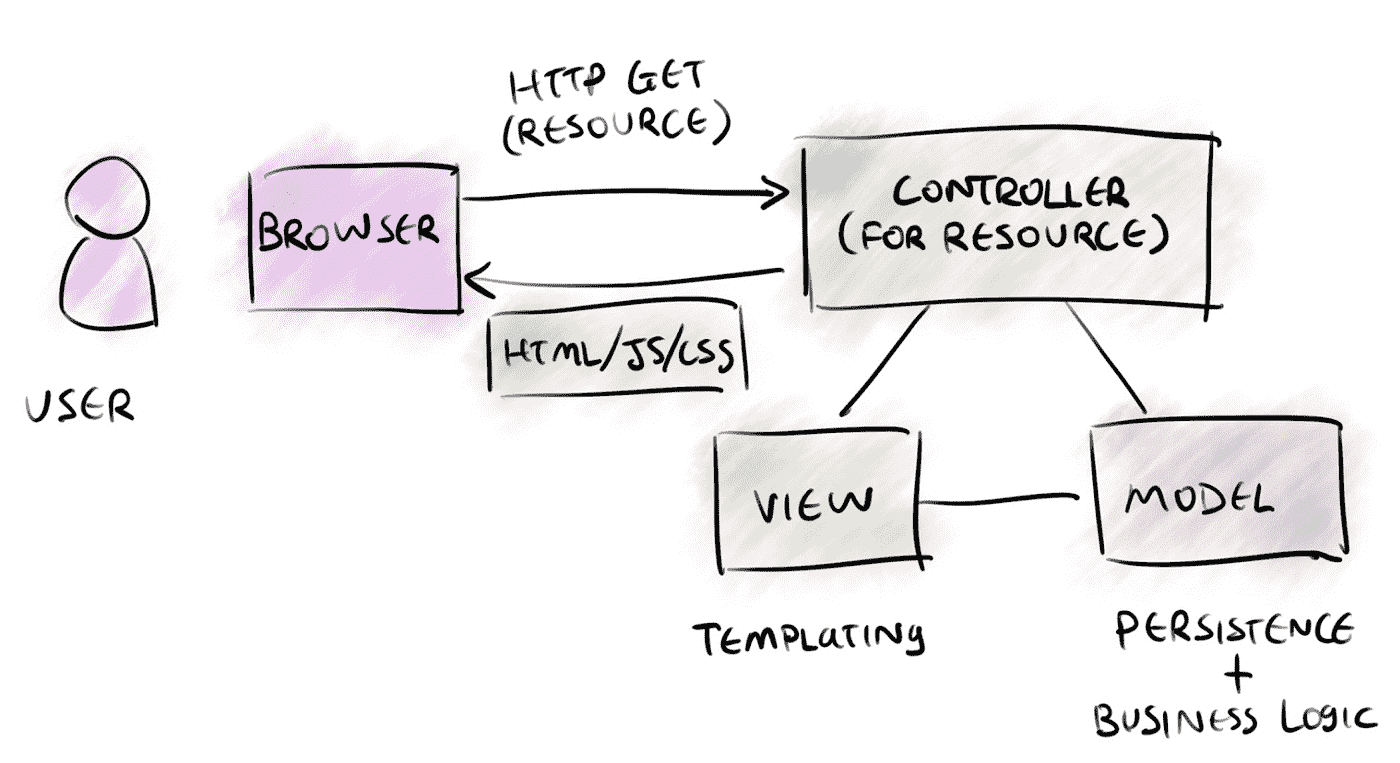 HTTP GET
(RESOURCE)
BROWSER
CONTROLLER
(FOR RESOURCE)
HTML/JS/CSS
USER
VIEW
MODEL
TEMPLATING
PERSISTENCE
+
BUSINESS LOGIC